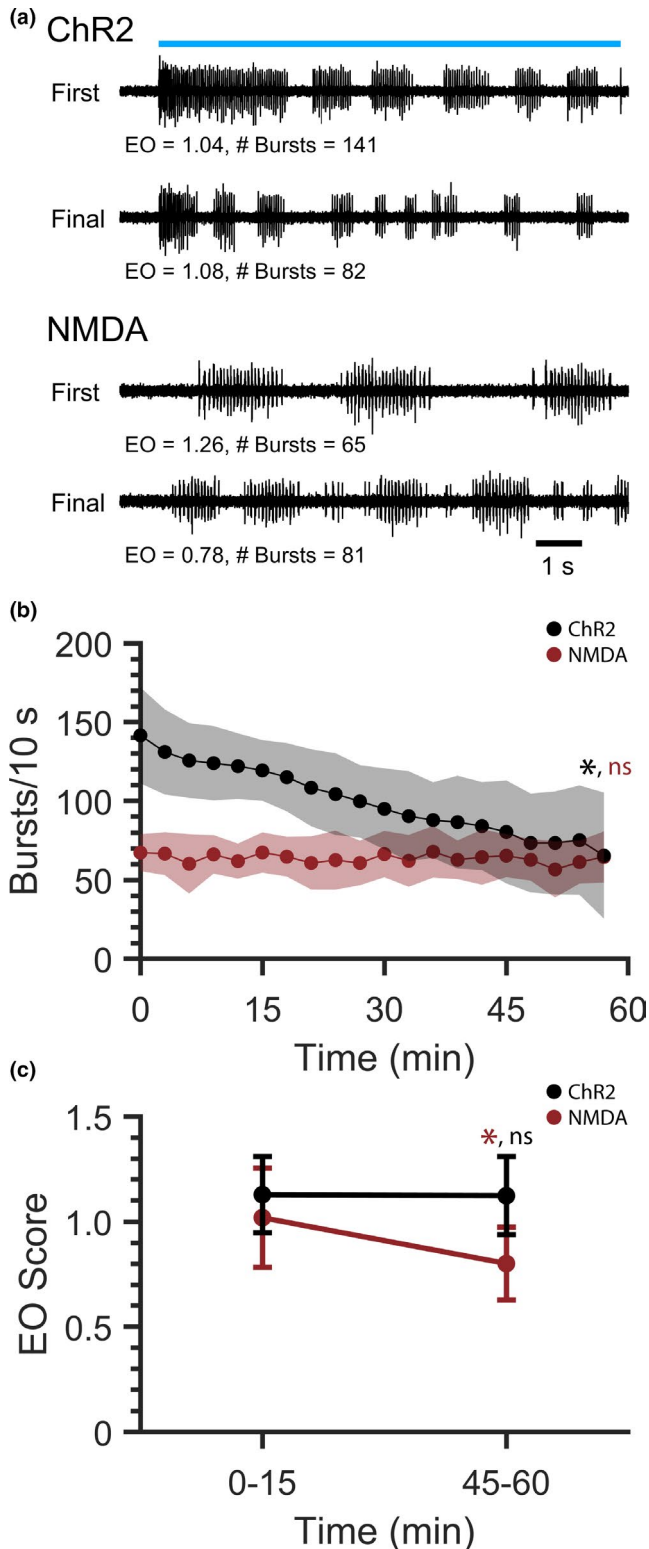 (a)
ChR2
First
EO = 1.04, # Bursts = 141
Final
EO = 1.08, # Bursts = 82
NMDA
First
EO = 1.26, # Bursts = 65
Final
EO = 0.78, # Bursts = 81
1 s
(b)
ChR2
NMDA
200
150
100
50
0
*, ns
Bursts/10 s
0 15 30 45 60
Time (min)
(c)
ChR2
NMDA
1.5
1.0
0.5
0
*, ns
EO Score
0-15 45-60
Time (min)